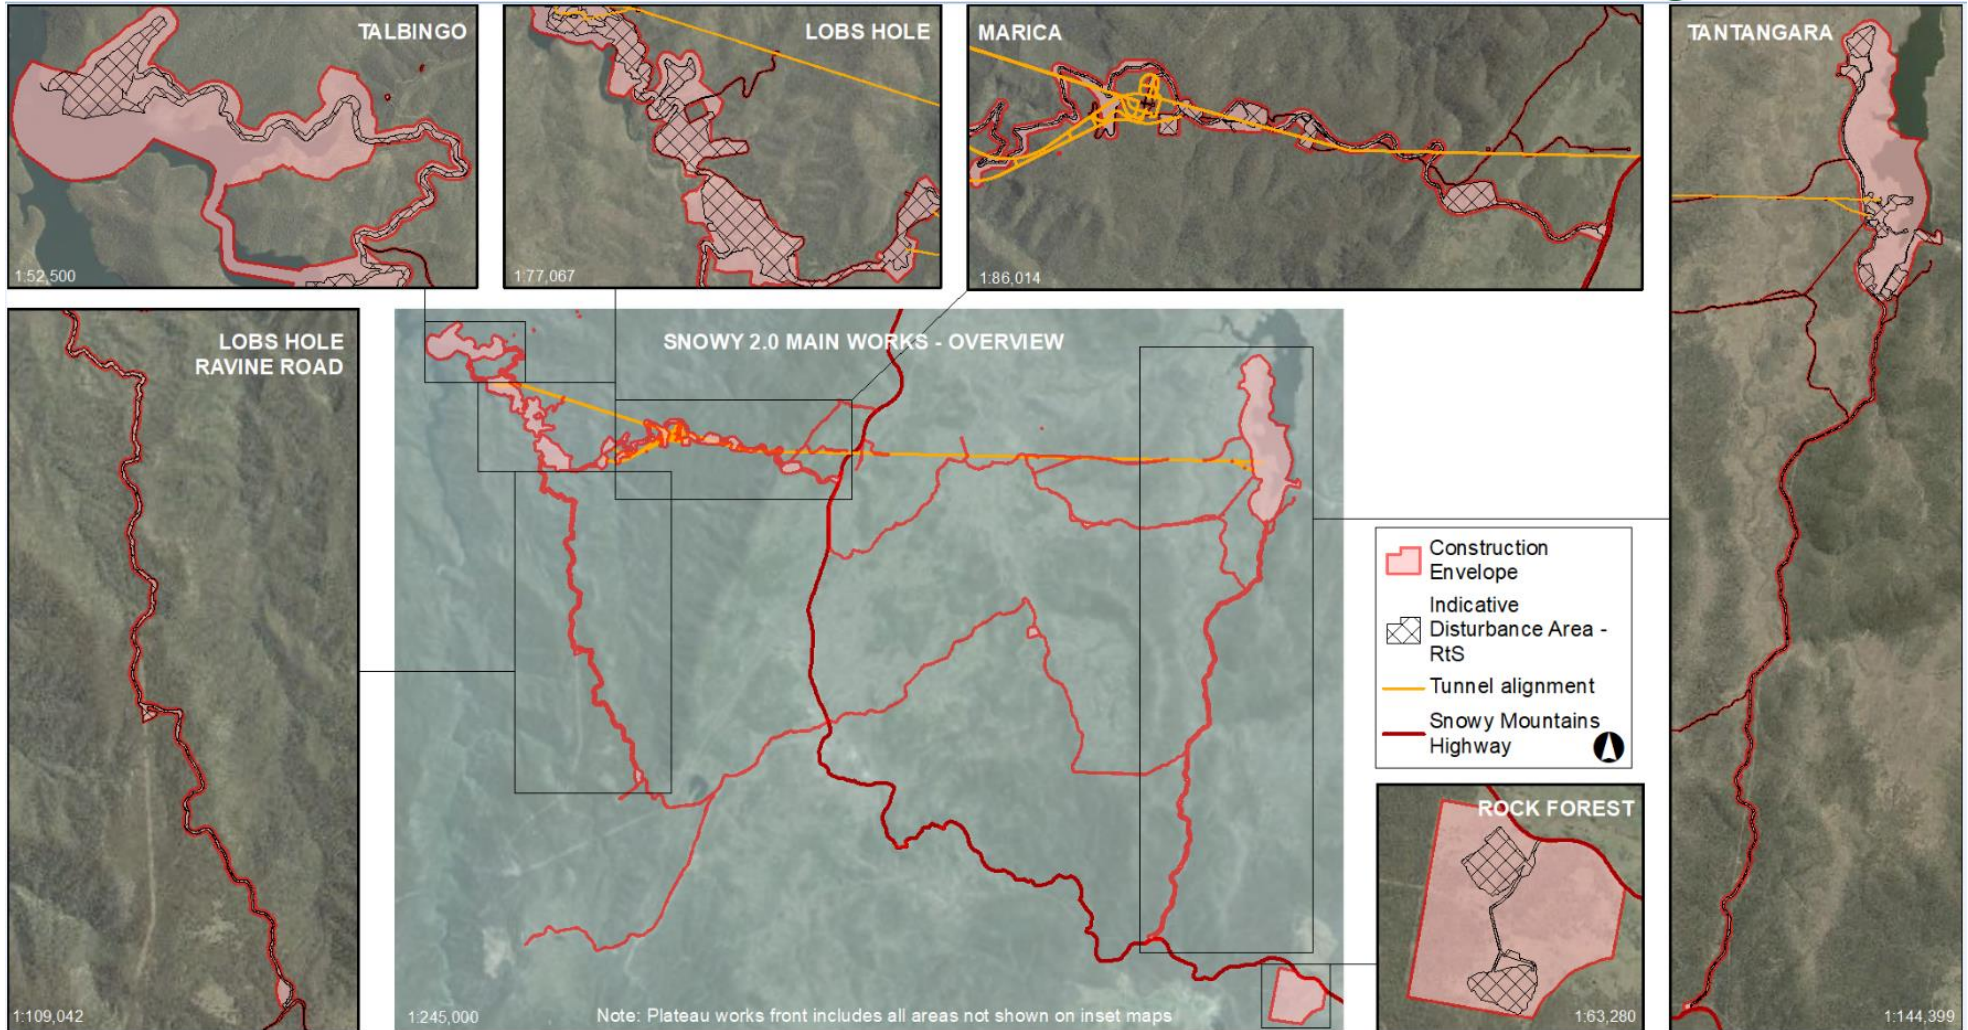 TALBINGO
1:52,500
LOBS HOLE
1:77,067
MARICA
1:86,014
TANTANGARA
1:144,399
LOBS HOLE
RAVINE ROAD
1:109,042
SNOWY 2.0 MAIN WORKS - OVERVIEW
1:245,000
Note: Plateau works front includes all areas not shown on inset maps
Construction
Envelope
Indicative
Disturbance Area -
RtS
Tunnel alignment
Snowy Mountains
Highway
ROCK FOREST
1:63,280